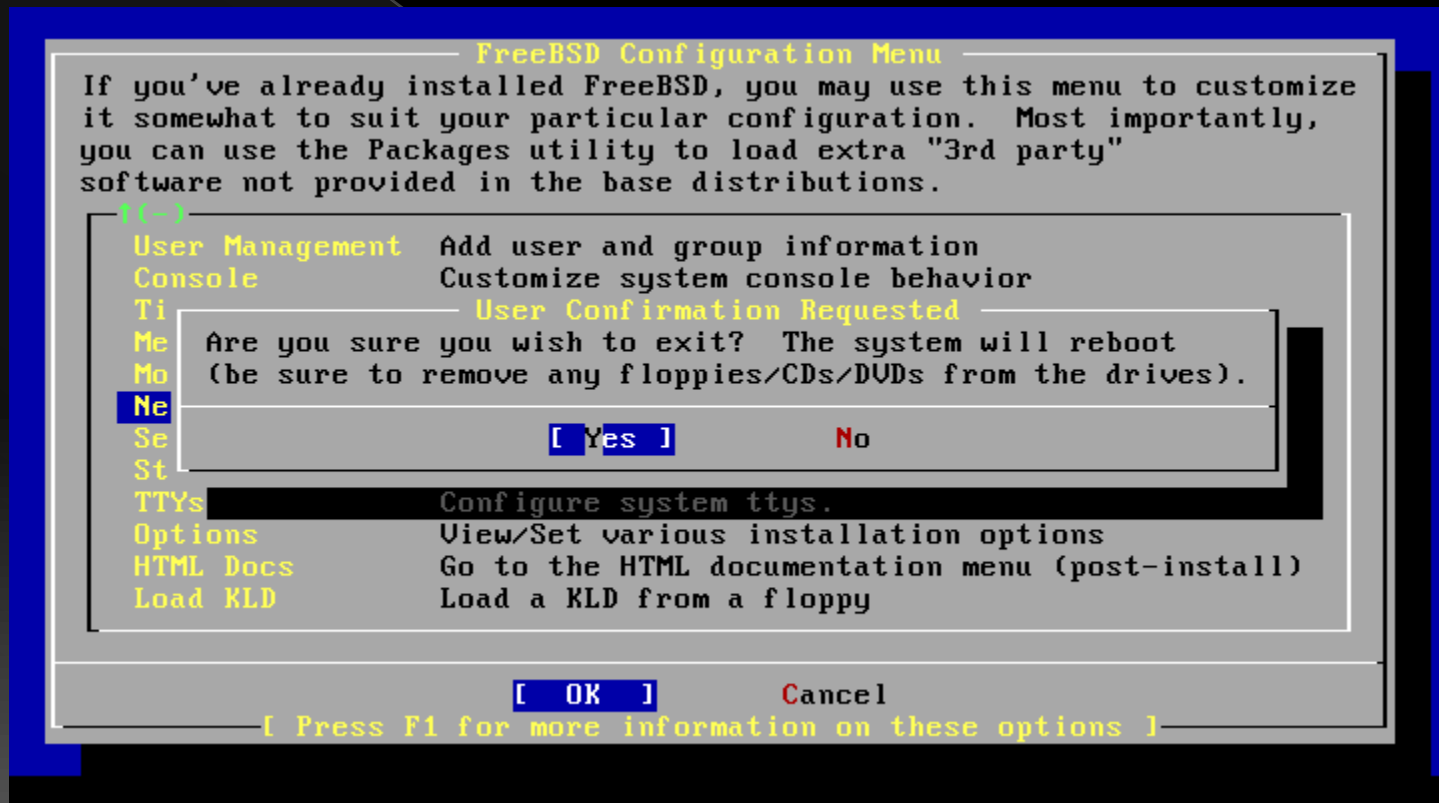 FreeBSD Configuration Menu
If you've already installed FreeBSD, you may use this menu to customize
it somewhat to suit your particular configuration.  Most importantly,
you can use the Packages utility to load extra "3rd party"
software not provided in the base distributions.
↑(-)
User Management  Add user and group information
Console  Customize system console behavior
Ti
User Confirmation Requested
Me
Are you sure you wish to exit?  The system will reboot
Mo
(be sure to remove any floppies/CDs/DVDs from the drives).
Ne
Se
[ Yes ]  No
St
TTYs  Configure system ttys.
Options  View/Set various installation options
HTML Docs  Go to the HTML documentation menu (post-install)
Load KLD  Load a KLD from a floppy
[  OK  ]  Cancel
[ Press F1 for more information on these options ]